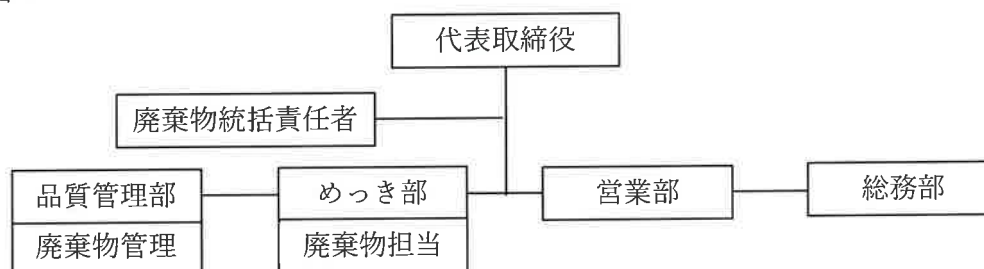 代表取締役
廃棄物統括責任者
品質管理部
めっき部
営業部
総務部
廃棄物管理
廃棄物担当